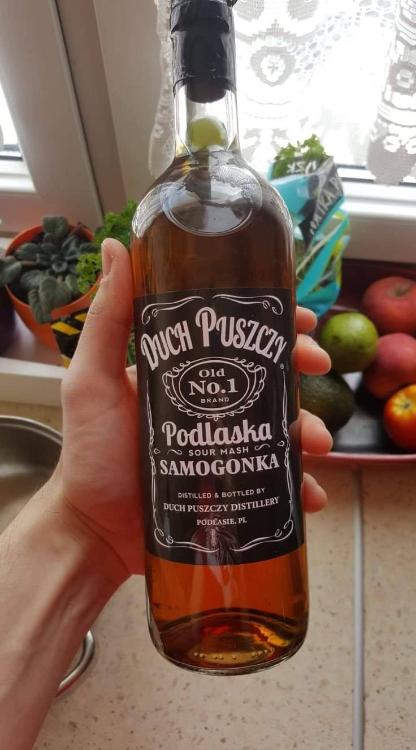 DUCH PUSZCZY
Old
No.1
BRAND
Podlaska
SOUR MASH
SAMOGONKA
DISTILLED & BOTTLED BY
DUCH PUSZCZY DISTILLERY
PODLASIE, PL